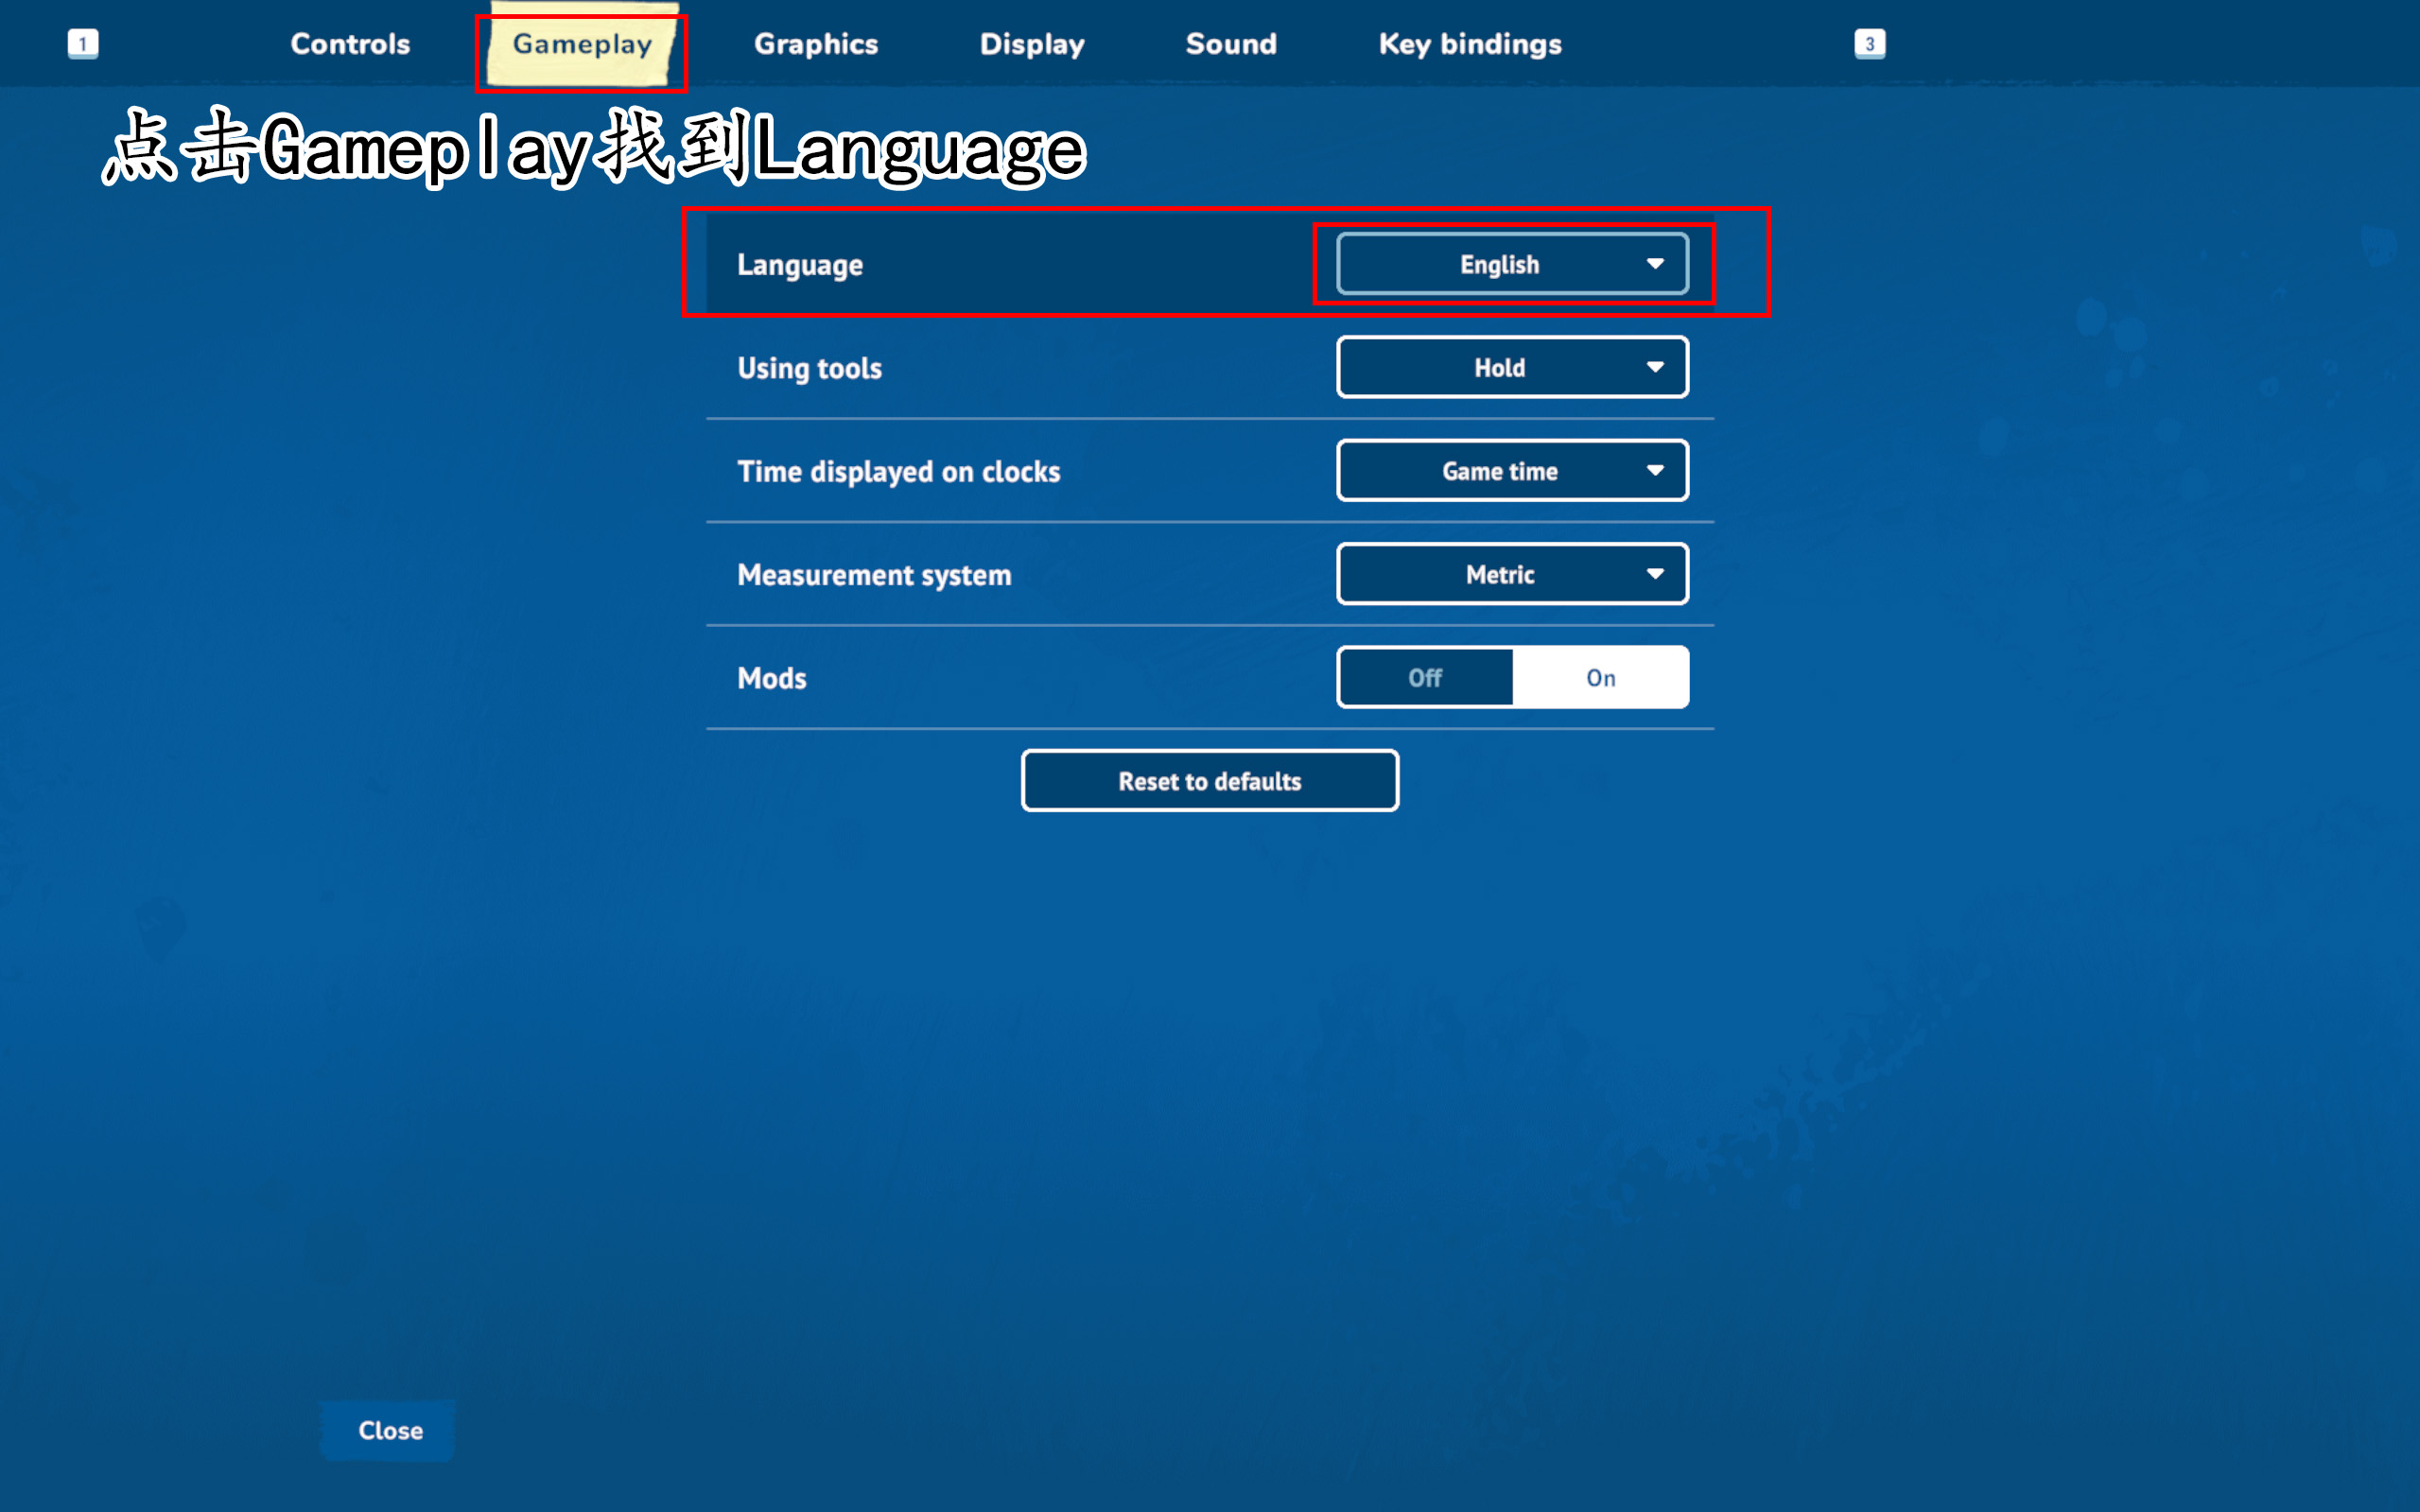 1 Controls Gameplay Graphics Display Sound Key bindings 3
点击Gameplay找到Language
Language English
Using tools Hold
Time displayed on clocks Game time
Measurement system Metric
Mods Off On
Reset to defaults
Close